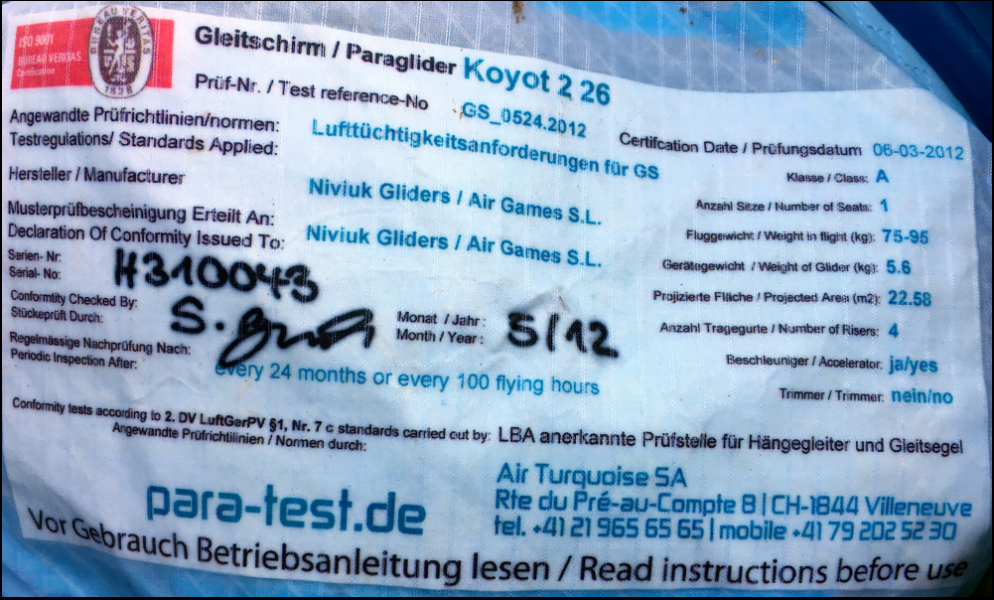 ISO 9001
BUREAU VERITAS
Certification
BUREAU VERITAS
1828
Gleitschirm / Paraglider Koyot 2 26
Prüf-Nr. / Test reference-No GS_0524.2012
Angewandte Prüfrichtlinien/normen:
Testregulations/ Standards Applied:
Lufttüchtigkeitsanforderungen für GS
Hersteller / Manufacturer
Niviuk Gliders / Air Games S.L.
Musterprüfbescheinigung Erteilt An:
Declaration Of Conformity Issued To:
Niviuk Gliders / Air Games S.L.
Serien- Nr:
Serial- No:
H310043
Conformtity Checked By:
Stückeprüft Durch:
S.
Monat / Jahr:
Month / Year:
5/12
Regelmässige Nachprüfung Nach:
Periodic Inspection After:
every 24 months or every 100 flying hours
Certifcation Date / Prüfungsdatum 06-03-2012
Klasse / Class: A
Anzahl Sitze / Number of Seats: 1
Fluggewicht / Weight in flight (kg): 75-95
Gerätegewicht / Weight of Glider (kg): 5.6
Projizierte Fläche / Projected Area (m2): 22.58
Anzahl Tragegurte / Number of Risers: 4
Beschleuniger / Accelerator: ja/yes
Trimmer / Trimmer: nein/no
Conformity tests according to 2. DV LuftGerPV §1, Nr. 7 c standards carried out by: LBA anerkannte Prüfstelle für Hängegleiter und Gleitsegel
Angewandte Prüfrichtlinien / Normen durch:
para-test.de
Air Turquoise SA
Rte du Pré-au-Compte 8 | CH-1844 Villeneuve
tel. +41 21 965 65 65 | mobile +41 79 202 52 30
Vor Gebrauch Betriebsanleitung lesen / Read instructions before use